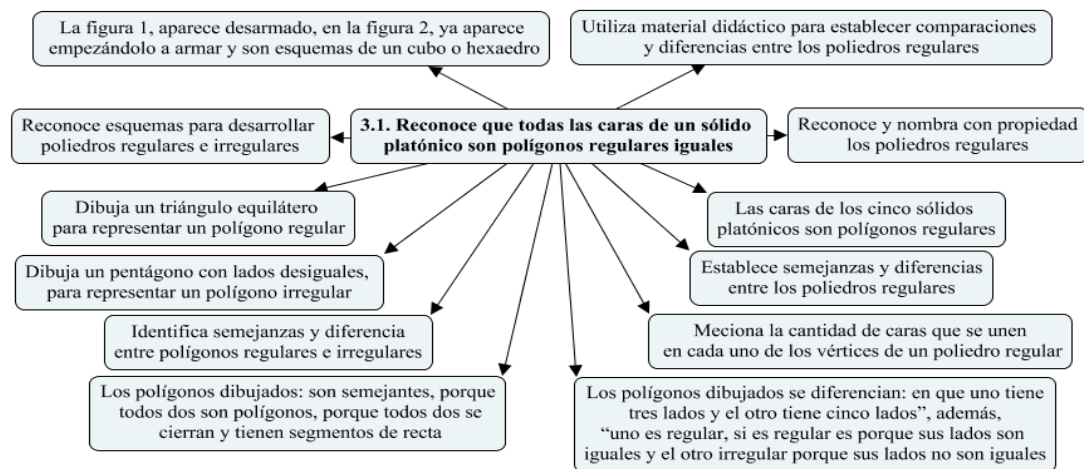 La figura 1, aparece desarmado, en la figura 2, ya aparece
empezándolo a armar y son esquemas de un cubo o hexaedro
Utiliza material didáctico para establecer comparaciones
y diferencias entre los poliedros regulares
Reconoce esquemas para desarrollar
poliedros regulares e irregulares
3.1. Reconoce que todas las caras de un sólido
platónico son polígonos regulares iguales
Reconoce y nombra con propiedad
los poliedros regulares
Dibuja un triángulo equilátero
para representar un polígono regular
Las caras de los cinco sólidos
platónicos son polígonos regulares
Dibuja un pentágono con lados desiguales,
para representar un polígono irregular
Establece semejanzas y diferencias
entre los poliedros regulares
Identifica semejanzas y diferencia
entre polígonos regulares e irregulares
Meciona la cantidad de caras que se unen
en cada uno de los vértices de un poliedro regular
Los polígonos dibujados: son semejantes, porque
todos dos son polígonos, porque todos dos se
cierran y tienen segmentos de recta
Los polígonos dibujados se diferencian: en que uno tiene
tres lados y el otro tiene cinco lados”, además,
“uno es regular, si es regular es porque sus lados son
iguales y el otro irregular porque sus lados no son iguales